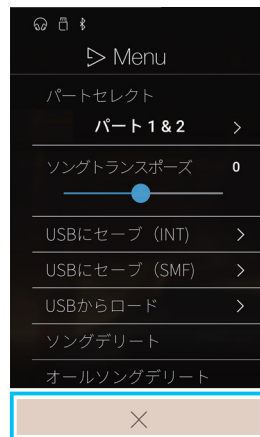 Menu
パートセレクト
パート 1 & 2
ソングトランスポーズ 0
USBにセーブ（INT)
USBにセーブ（SMF)
USBからロード
ソングデリート
オールソングデリート